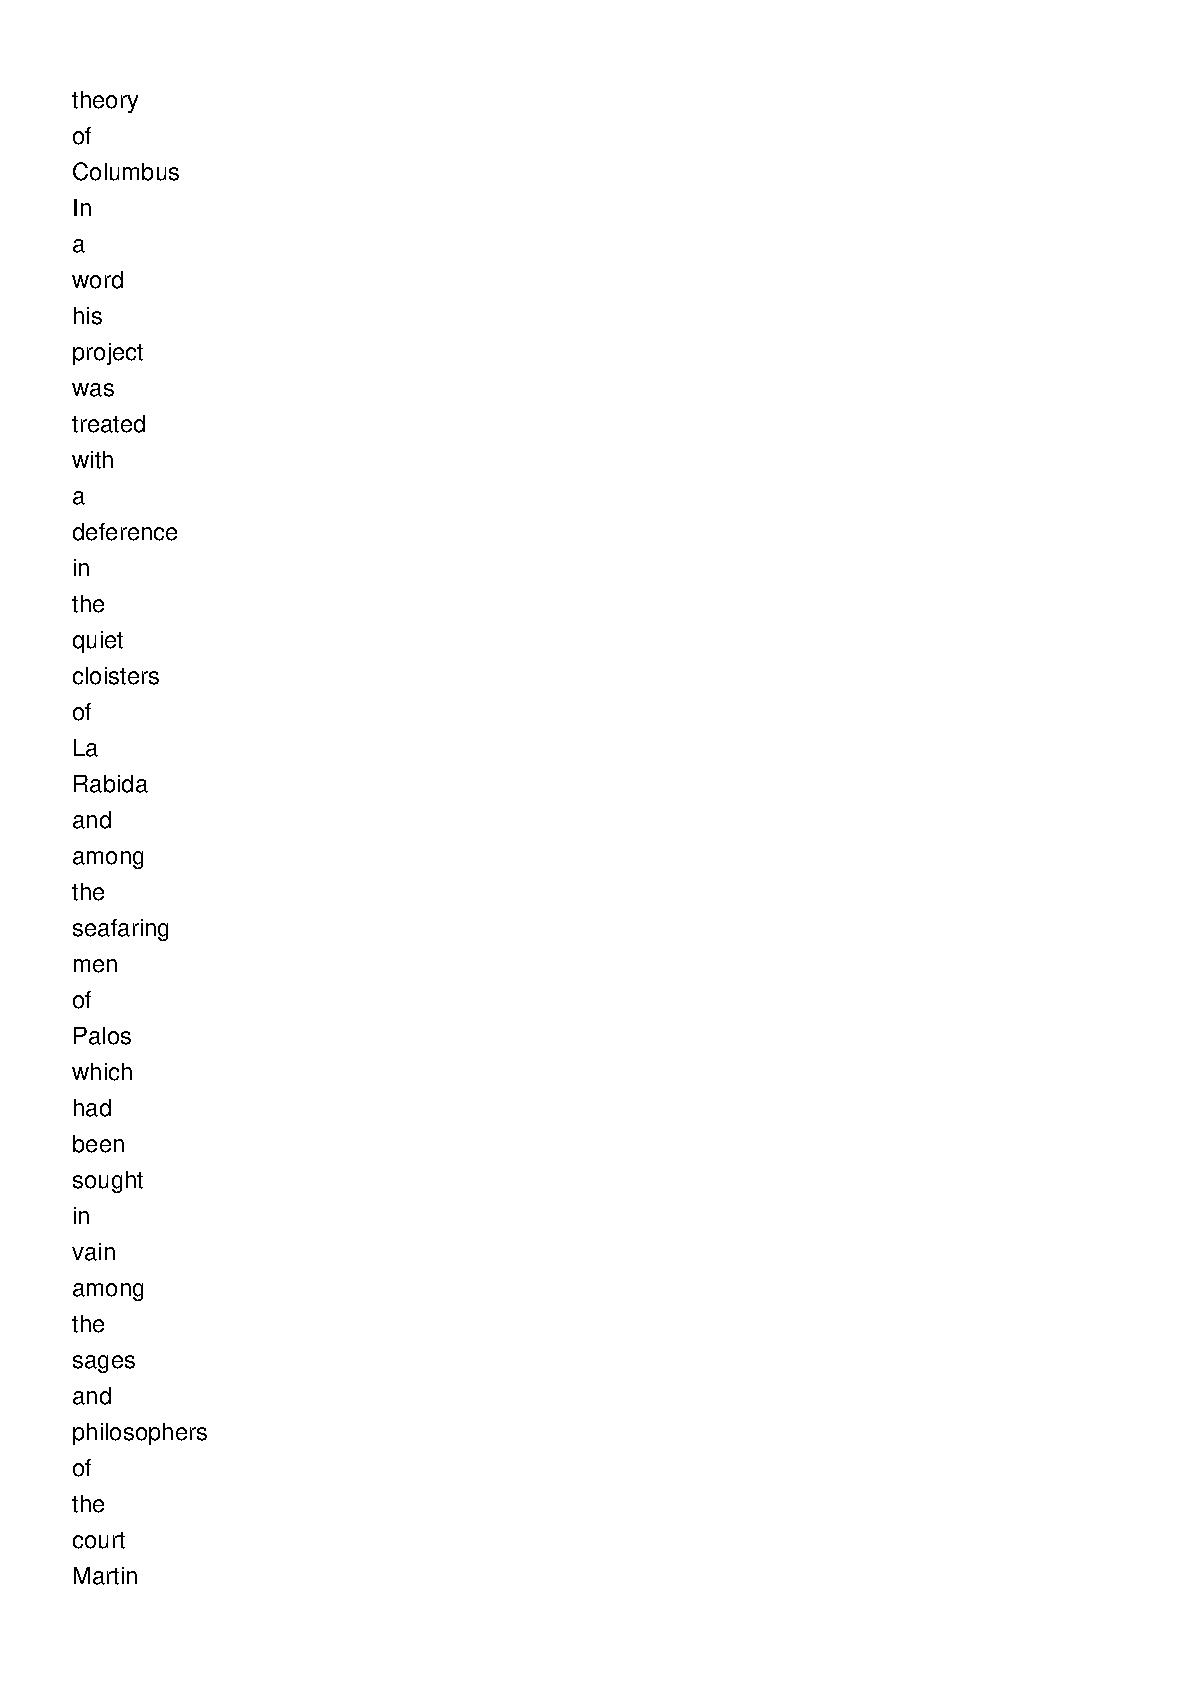 theory
of
Columbus
In
a
word
his
project
was
treated
with
a
deference
in
the
quiet
cloisters
of
La
Rabida
and
among
the
seafaring
men
of
Palos
which
had
been
sought
in
vain
among
the
sages
and
philosophers
of
the
court
Martin